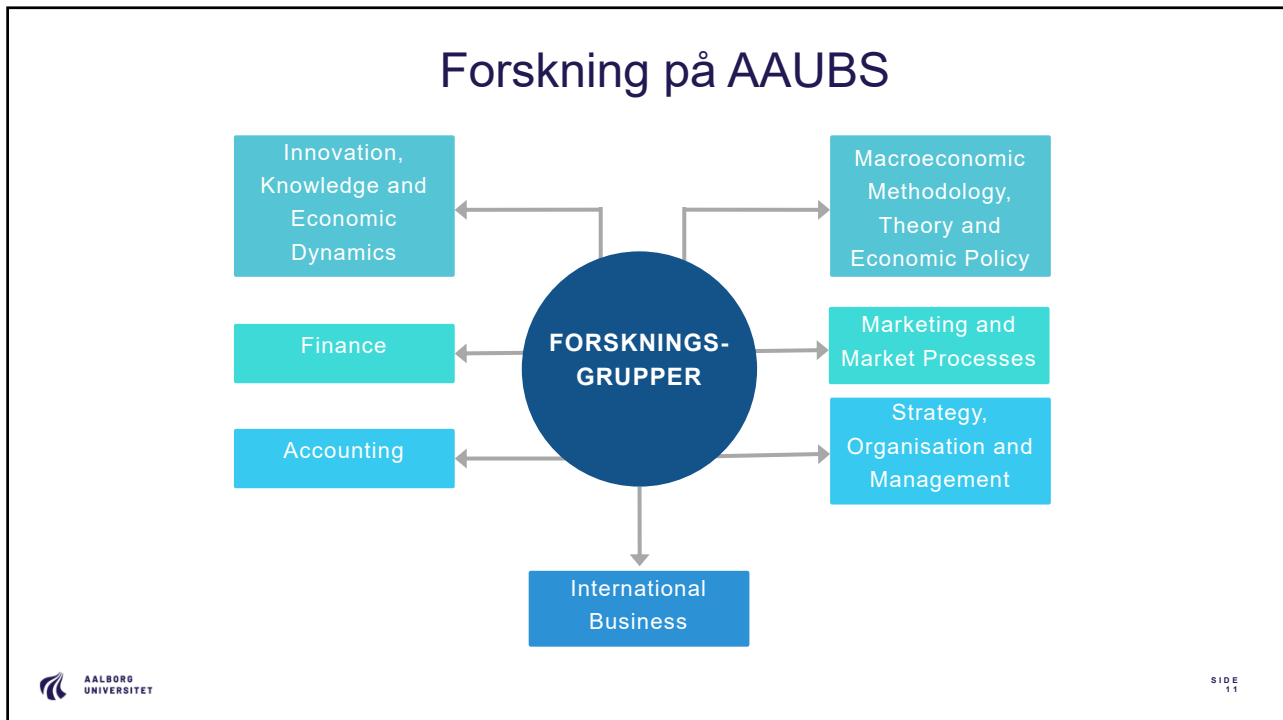 Forskning på AAUBS
Innovation,
Knowledge and
Economic
Dynamics
Macroeconomic
Methodology,
Theory and
Economic Policy
FORSKNINGS-
GRUPPER
Finance
Marketing and
Market Processes
Accounting
Strategy,
Organisation and
Management
International
Business
AALBORG
UNIVERSITET
SIDE
11